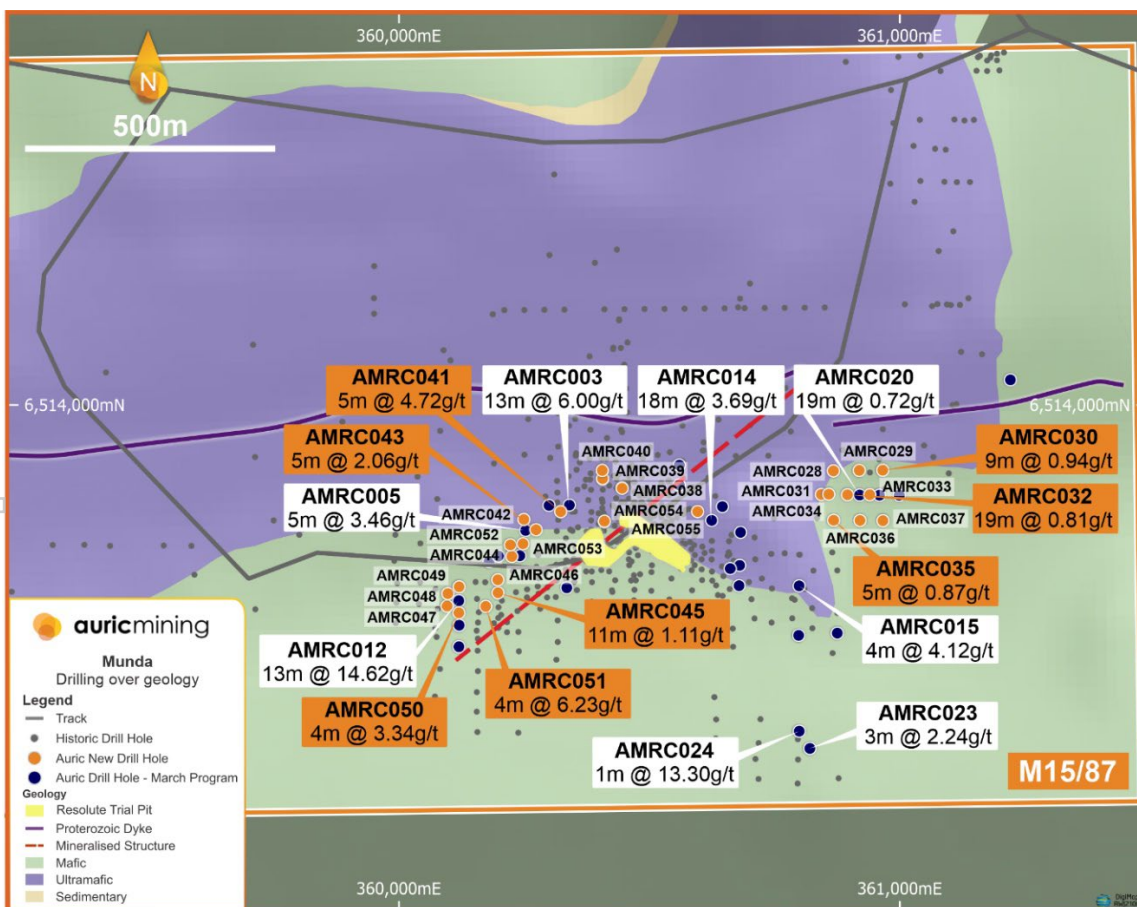 360,000mE
361,000mE
N
500m
6,514,000mN
6,514,000mN
AMRC041
5m @ 4.72g/t
AMRC003
13m @ 6.00g/t
AMRC014
18m @ 3.69g/t
AMRC020
19m @ 0.72g/t
AMRC043
5m @ 2.06g/t
AMRC040
AMRC039
AMRC038
AMRC028
AMRC029
AMRC030
9m @ 0.94g/t
AMRC005
5m @ 3.46g/t
AMRC042
AMRC054
AMRC031
AMRC033
AMRC032
19m @ 0.81g/t
AMRC052
AMRC055
AMRC034
AMRC037
AMRC044
AMRC053
AMRC036
AMRC049
AMRC046
AMRC035
5m @ 0.87g/t
AMRC048
AMRC047
AMRC045
11m @ 1.11g/t
AMRC012
13m @ 14.62g/t
AMRC051
4m @ 6.23g/t
AMRC015
4m @ 4.12g/t
AMRC050
4m @ 3.34g/t
AMRC023
3m @ 2.24g/t
AMRC024
1m @ 13.30g/t
M15/87
auricmining
Munda
Drilling over geology
Legend
Track
Historic Drill Hole
Auric New Drill Hole
Auric Drill Hole - March Program
Geology
Resolute Trial Pit
Proterozoic Dyke
Mineralised Structure
Mafic
Ultramafic
Sedimentary
360,000mE
361,000mE